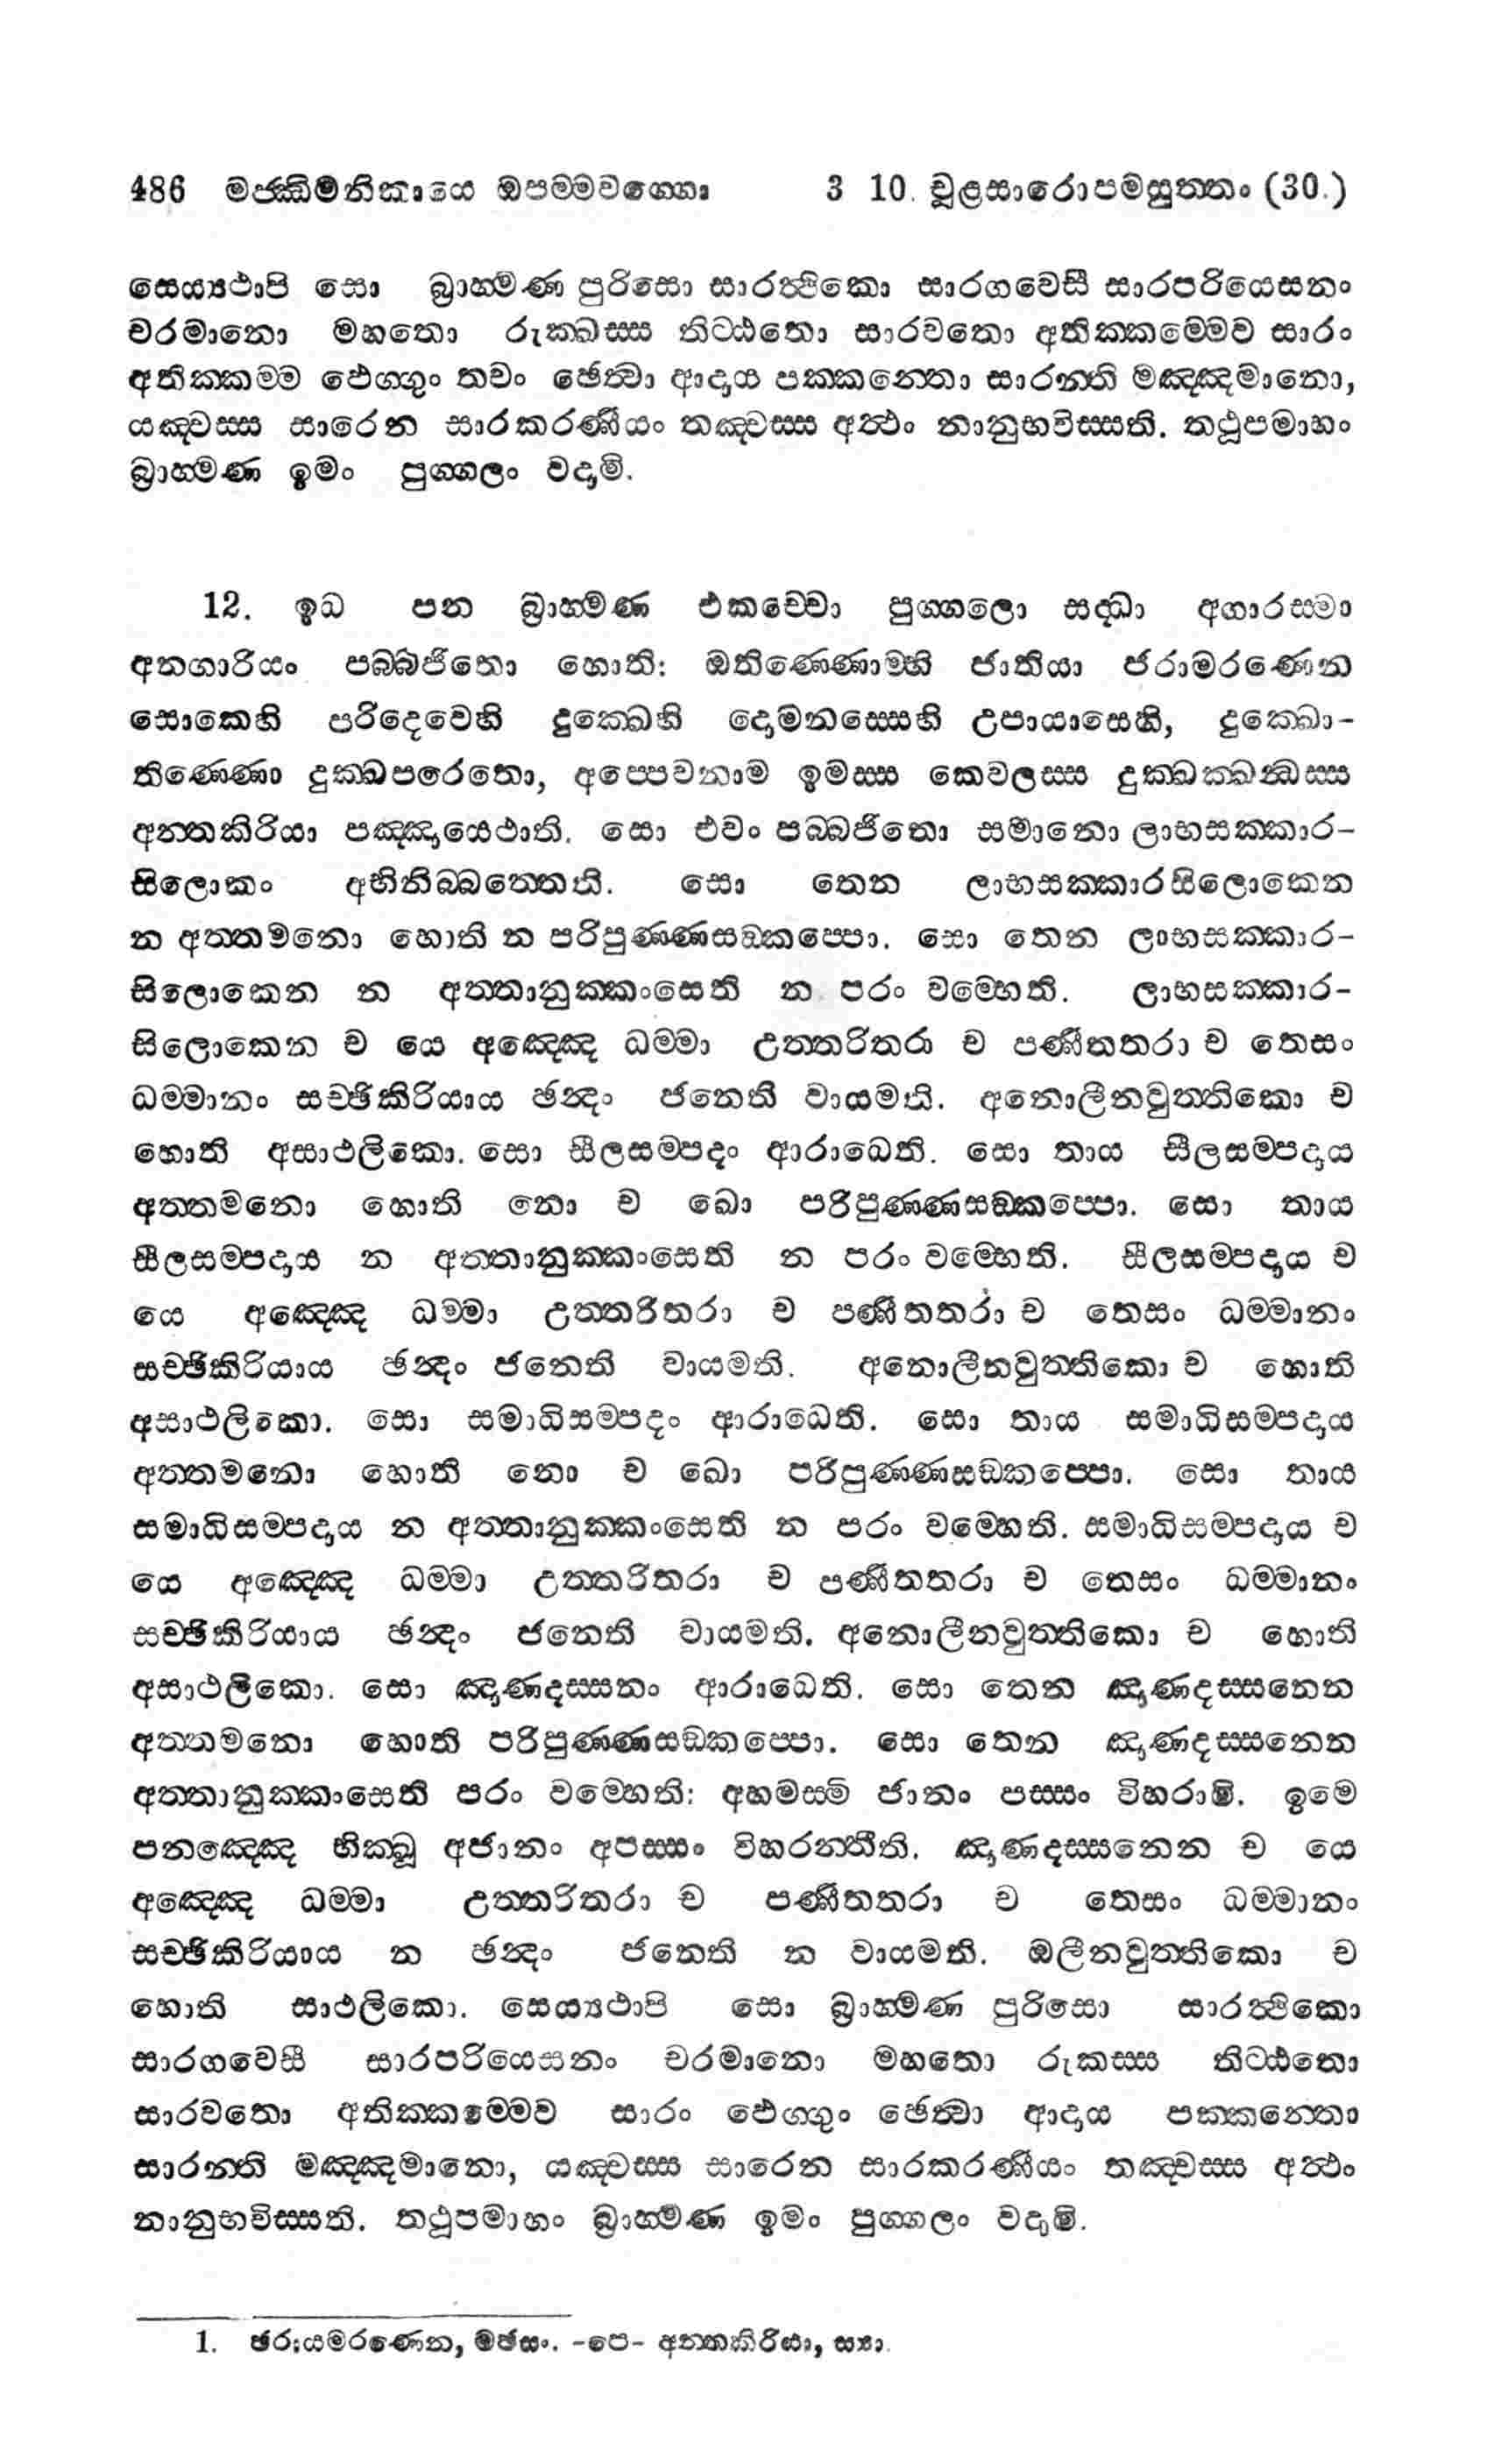 486 මජ්ඣිමනිකායෙ ඔපම්මවග්ගො 3 10. චූළසාරොපමසුත්තං (30.)
සෙය්‍යථාපි සො බ්‍රාහ්මණ පුරිසො සාරත්ථිකො සාරගවෙසී සාරපරියෙසනං
චරමානො මහතො රුක්ඛස්ස තිට්ඨතො සාරවතො අතික්කම්මෙව සාරං
අතික්කම්ම ඵෙග්ගුං තචං ඡෙත්‍වා ආදාය පක්කන්තො සාරන්ති මඤ්ඤමානො,
යඤ්චස්ස සාරෙන සාරකරණීයං තඤ්චස්ස අත්ථං නානුභවිස්සති. තථූපමාහං
බ්‍රාහ්මණ ඉමං පුග්ගලං වදාමි.
12. ඉධ පන බ්‍රාහ්මණ එකච්චො පුග්ගලො සද්ධා අගාරස්මා
අනගාරියං පබ්බජිතො හොති: ඔතිණ්ණොම්හි ජාතියා ජරාමරණෙන
සොකෙහි පරිදෙවෙහි දුක්ඛෙහි දොමනස්සෙහි උපායාසෙහි, දුක්ඛො-
තිණ්ණො දුක්ඛපරෙතො, අප්පෙවනාම ඉමස්ස කෙවලස්ස දුක්ඛක්ඛන්ධස්ස
අන්තකිරියා පඤ්ඤායෙථාති. සො එවං පබ්බජිතො සමානො ලාභසක්කාර-
සිලොකං අභිනිබ්බත්තෙති. සො තෙන ලාභසක්කාරසිලොකෙන
න අත්තමනො හොති න පරිපුණ්ණසඞ්කප්පො. සො තෙන ලාභසක්කාර-
සිලොකෙන න අත්තානුක්කංසෙති න පරං වම්භෙති. ලාභසක්කාර-
සිලොකෙන ච යෙ අඤ්ඤෙ ධම්මා උත්තරිතරා ච පණීතතරා ච තෙසං
ධම්මානං සච්ඡිකිරියාය ඡන්දං ජනෙති වායමති. අනොලීනවුත්තිකො ච
හොති අසාථලිකො. සො සීලසම්පදං ආරාධෙති. සො තාය සීලසම්පදාය
අත්තමනො හොති නො ච ඛො පරිපුණ්ණසඞ්කප්පො. සො තාය
සීලසම්පදාය න අත්තානුක්කංසෙති න පරං වම්භෙති. සීලසම්පදාය ච
යෙ අඤ්ඤෙ ධම්මා උත්තරිතරා ච පණීතතරා ච තෙසං ධම්මානං
සච්ඡිකිරියාය ඡන්දං ජනෙති වායමති. අනොලීනවුත්තිකො ච හොති
අසාථලිකො. සො සමාධිසම්පදං ආරාධෙති. සො තාය සමාධිසම්පදාය
අත්තමනො හොති නො ච ඛො පරිපුණ්ණසඞ්කප්පො. සො තාය
සමාධිසම්පදාය න අත්තානුක්කංසෙති න පරං වම්හෙති. සමාධිසම්පදාය ච
යෙ අඤ්ඤෙ ධම්මා උත්තරිතරා ච පණීතතරා ච තෙසං ධම්මානං
සච්ඡිකිරියාය ඡන්දං ජනෙති වායමති. අනොලීනවුත්තිකො ච හොති
අසාථලිකො. සො ඤාණදස්සනං ආරාධෙති. සො තෙන ඤාණදස්සනෙන
අත්තමනො හොති පරිපුණ්ණසඞ්කප්පො. සො තෙන ඤාණදස්සනෙන
අත්තානුක්කංසෙති පරං වම්හෙති: අහමස්මි ජානං පස්සං විහරාමි. ඉමෙ
පනඤ්ඤෙ භික්ඛූ අජානං අපස්සං විහරන්තීති. ඤාණදස්සනෙන ච යෙ
අඤ්ඤෙ ධම්මා උත්තරිතරා ච පණීතතරා ච තෙසං ධම්මානං
සච්ඡිකිරියාය න ඡන්දං ජනෙති න වායමති. ඔලීනවුත්තිකො ච
හොති සාථලිකො. සෙය්‍යථාපි සො බ්‍රාහ්මණ පුරිසො සාරත්ථිකො
සාරගවෙසී සාරපරියෙසනං චරමානො මහතො රුකස්ස තිට්ඨතො
සාරවතො අතික්කම්මෙව සාරං ඵෙග්ගුං ඡෙත්‍වා ආදාය පක්කන්තො
සාරන්ති මඤ්ඤමානො, යඤ්චස්ස සාරෙන සාරකරණීයං තඤ්චස්ස අත්ථං
නානුභවිස්සති. තථූපමාහං බ්‍රාහ්මණ ඉමං පුග්ගලං වදාමි.
1. ඡරායමරණෙන, මඡසං. -පෙ- අන්තකිරියා, ස්‍යා.